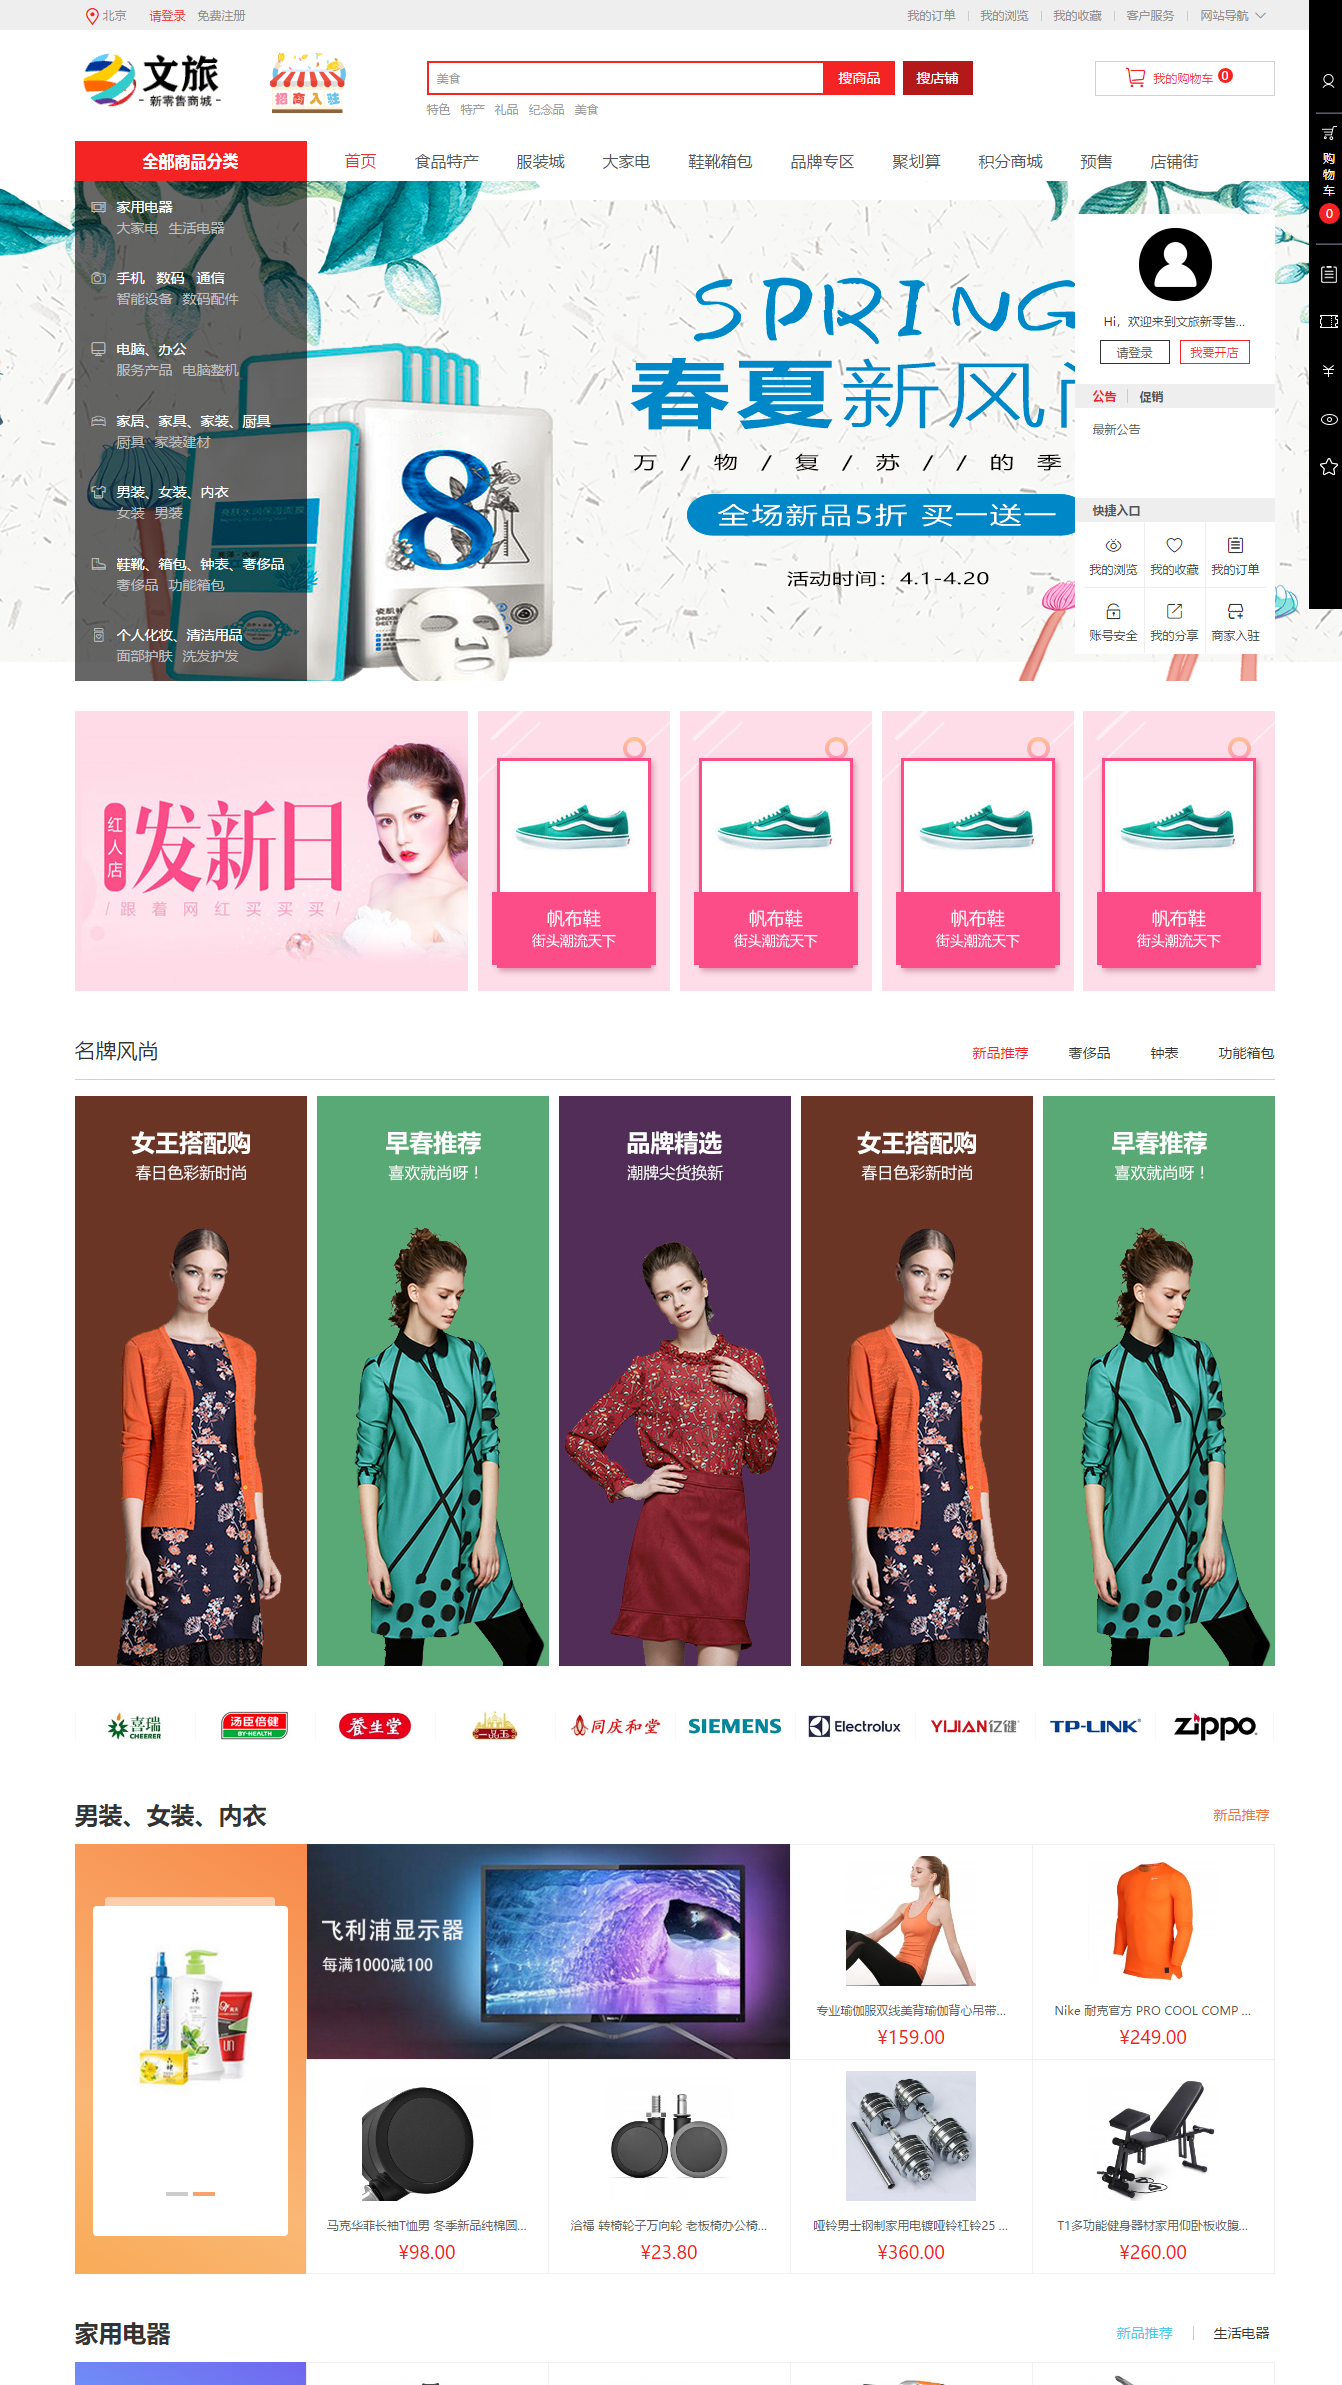 北京 请登录 免费注册 我的订单 我的浏览 我的收藏 客户服务 网站导航
文旅
- 新零售商城 -
招商入驻
美食 搜商品 搜店铺
我的购物车 0
特色 特产 礼品 纪念品 美食
全部商品分类 首页 食品特产 服装城 大家电 鞋靴箱包 品牌专区 聚划算 积分商城 预售 店铺街
购物车
0
家用电器
大家电 生活电器
手机 数码 通信
智能设备 数码配件
电脑、办公
服务产品 电脑整机
家居、家具、家装、厨具
厨具 家装建材
男装、女装、内衣
女装 男装
鞋靴、箱包、钟表、奢侈品
奢侈品 功能箱包
个人化妆、清洁用品
面部护肤 洗发护发
8
SPRING
春夏新风
万 / 物 / 复 / 苏 / / 的 季
全场新品5折 买一送一
活动时间：4.1-4.20
Hi，欢迎来到文旅新零售...
请登录 我要开店
公告 促销
最新公告
快捷入口
我的浏览 我的收藏 我的订单
账号安全 我的分享 商家入驻
红人店
发新日
/ 跟 着 网 红 买 买 买 /
帆布鞋
街头潮流天下
帆布鞋
街头潮流天下
帆布鞋
街头潮流天下
帆布鞋
街头潮流天下
名牌风尚 新品推荐 奢侈品 钟表 功能箱包
女王搭配购
春日色彩新时尚
早春推荐
喜欢就尚呀！
品牌精选
潮牌尖货换新
女王搭配购
春日色彩新时尚
早春推荐
喜欢就尚呀！
喜瑞
CHEERER
汤臣倍健
BY-HEALTH
养生堂
一品玉
同庆和堂
SIEMENS
Electrolux
YIJIAN亿健
TP-LINK
zippo
男装、女装、内衣 新品推荐
飞利浦显示器
每满1000减100
专业瑜伽服双线美背瑜伽背心吊带...
¥159.00
Nike 耐克官方 PRO COOL COMP ...
¥249.00
马克华菲长袖T恤男 冬季新品纯棉圆...
¥98.00
洽福 转椅轮子万向轮 老板椅办公椅...
¥23.80
哑铃男士钢制家用电镀哑铃杠铃25 ...
¥360.00
T1多功能健身器材家用仰卧板收腹...
¥260.00
家用电器 新品推荐 生活电器